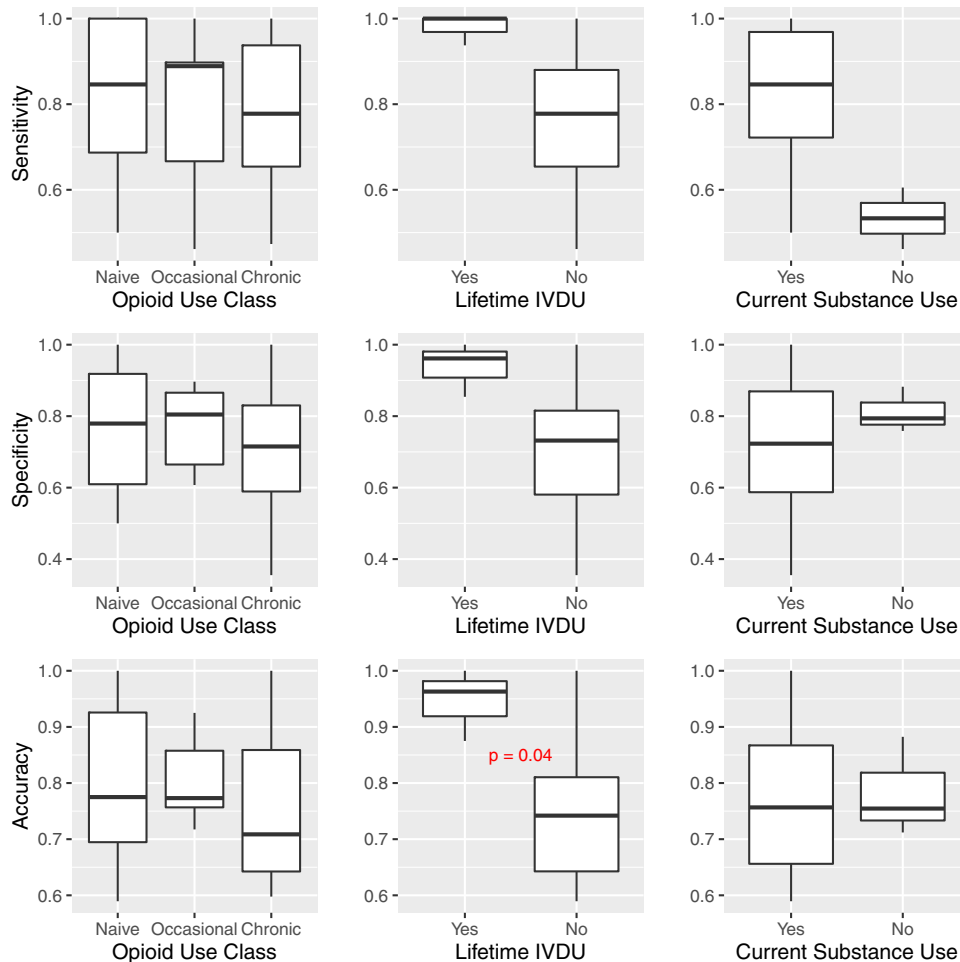 Sensitivity
1.0
0.8
0.6
Naive Occasional Chronic
Opioid Use Class
1.0
0.8
0.6
Yes No
Lifetime IVDU
1.0
0.8
0.6
Yes No
Current Substance Use
Specificity
1.0
0.8
0.6
0.4
Naive Occasional Chronic
Opioid Use Class
1.0
0.8
0.6
0.4
Yes No
Lifetime IVDU
1.0
0.8
0.6
0.4
Yes No
Current Substance Use
Accuracy
1.0
0.9
0.8
0.7
0.6
Naive Occasional Chronic
Opioid Use Class
1.0
0.9
0.8
0.7
0.6
p = 0.04
Yes No
Lifetime IVDU
1.0
0.9
0.8
0.7
0.6
Yes No
Current Substance Use